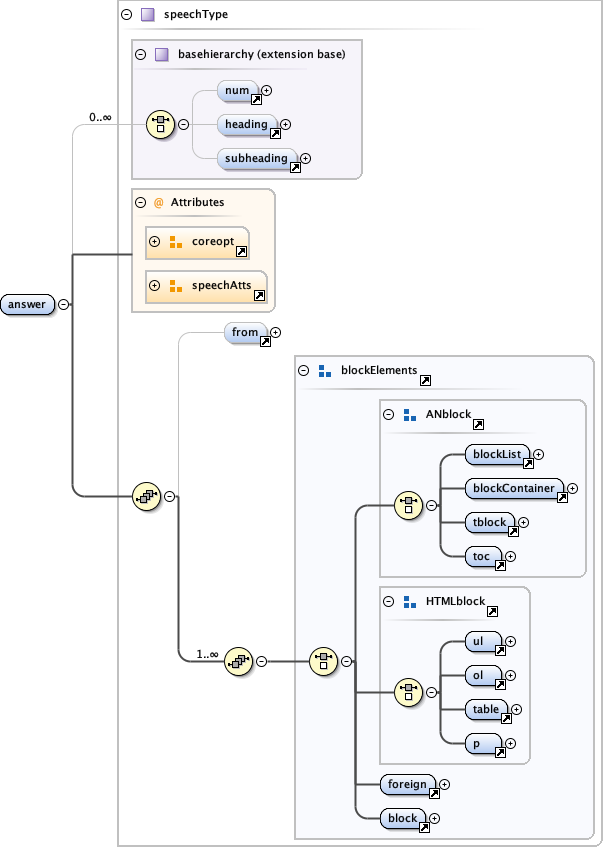 speechType
basehierarchy (extension base)
num
0..∞
heading
subheading
@ Attributes
coreopt
speechAtts
answer
from
blockElements
ANblock
blockList
blockContainer
tblock
toc
HTMLblock
ul
1..∞
ol
table
p
foreign
block